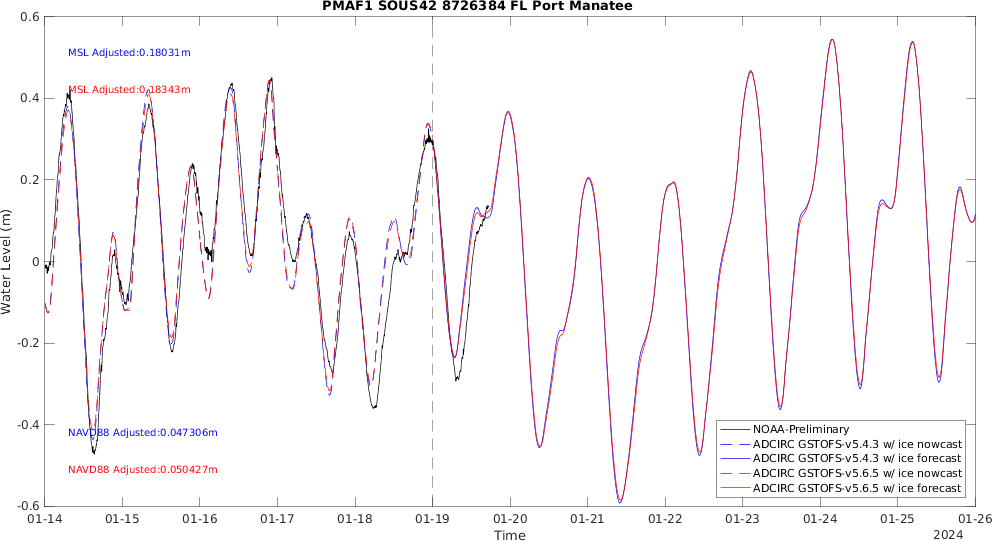 PMAF1 SOUS42 8726384 FL Port Manatee
0.6
0.4
0.2
0
-0.2
-0.4
-0.6
Water Level (m)
MSL Adjusted:0.18031m
MSL Adjusted:0.18343m
NAVD88 Adjusted:0.047306m
NAVD88 Adjusted:0.050427m
NOAA-Preliminary
ADCIRC GSTOFS-v5.4.3 w/ ice nowcast
ADCIRC GSTOFS-v5.4.3 w/ ice forecast
ADCIRC GSTOFS-v5.6.5 w/ ice nowcast
ADCIRC GSTOFS-v5.6.5 w/ ice forecast
01-14 01-15 01-16 01-17 01-18 01-19 01-20 01-21 01-22 01-23 01-24 01-25 01-26
Time
2024